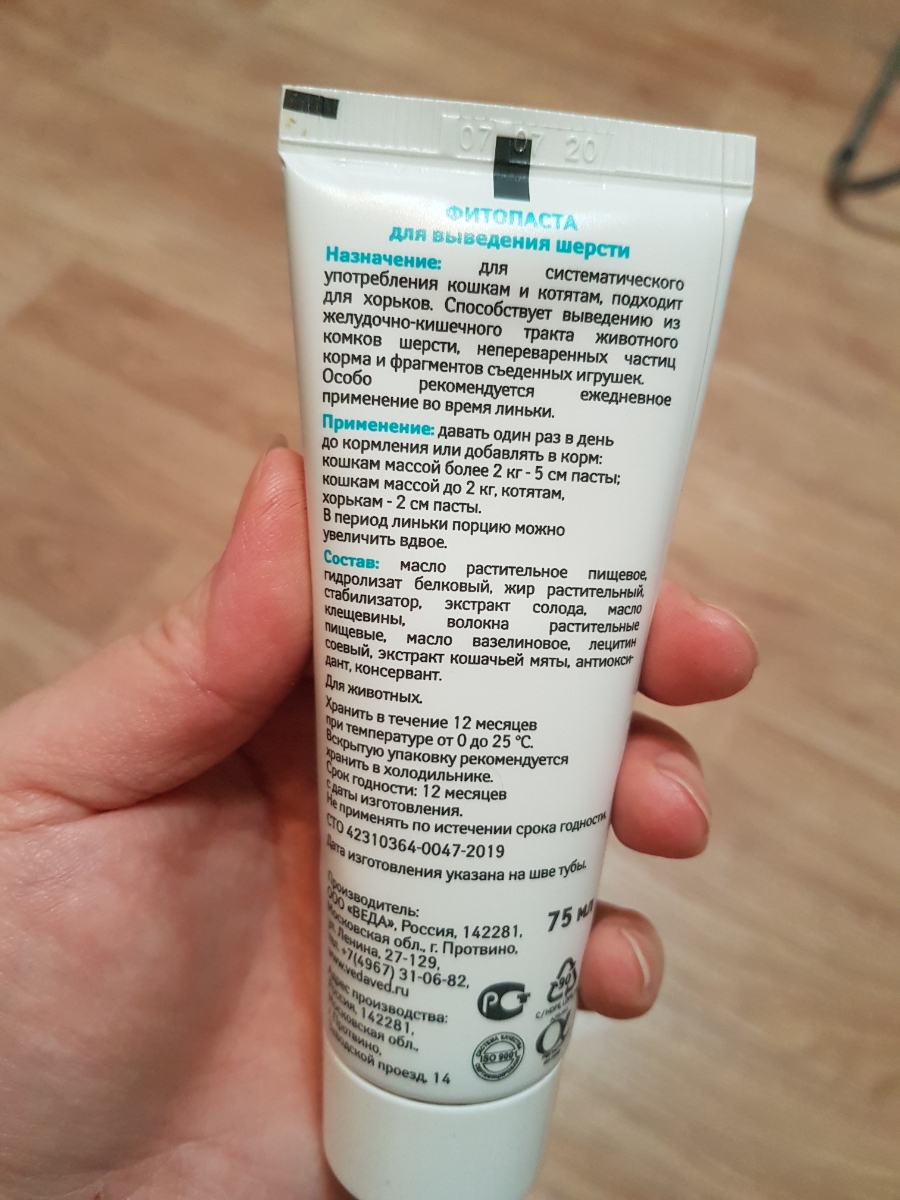 07 07 20
ФИТОПАСТА
для выведения шерсти
Назначение: для систематического
употребления кошкам и котятам, подходит
для хорьков. Способствует выведению из
желудочно-кишечного тракта животного
комков шерсти, непереваренных частиц
корма и фрагментов съеденных игрушек.
Особо рекомендуется ежедневное
применение во время линьки.
Применение: давать один раз в день
до кормления или добавлять в корм:
кошкам массой более 2 кг - 5 см пасты;
кошкам массой до 2 кг, котятам,
хорькам - 2 см пасты.
В период линьки порцию можно
увеличить вдвое.
Состав: масло растительное пищевое,
гидролизат белковый, жир растительный,
стабилизатор, экстракт солода, масло
клещевины, волокна растительные
пищевые, масло вазелиновое, лецитин
соевый, экстракт кошачьей мяты, антиокси-
дант, консервант.
Для животных.
Хранить в течение 12 месяцев
при температуре от 0 до 25 °С.
Вскрытую упаковку рекомендуется
хранить в холодильнике.
Срок годности: 12 месяцев
с даты изготовления.
Не применять по истечении срока годности.
СТО 42310364-0047-2019
Дата изготовления указана на шве тубы.
75 мл
Производитель:
ООО «ВЕДА», Россия, 142281,
Московская обл., г. Протвино,
ул. Ленина, 27-129,
тел. +7(4967) 31-06-82,
www.vedaved.ru
Адрес производства:
Россия, 142281,
Московская обл.,
г. Протвино,
Заводской проезд, 14
РСТ
90
СИСТЕМА КАЧЕСТВА
ISO 9001